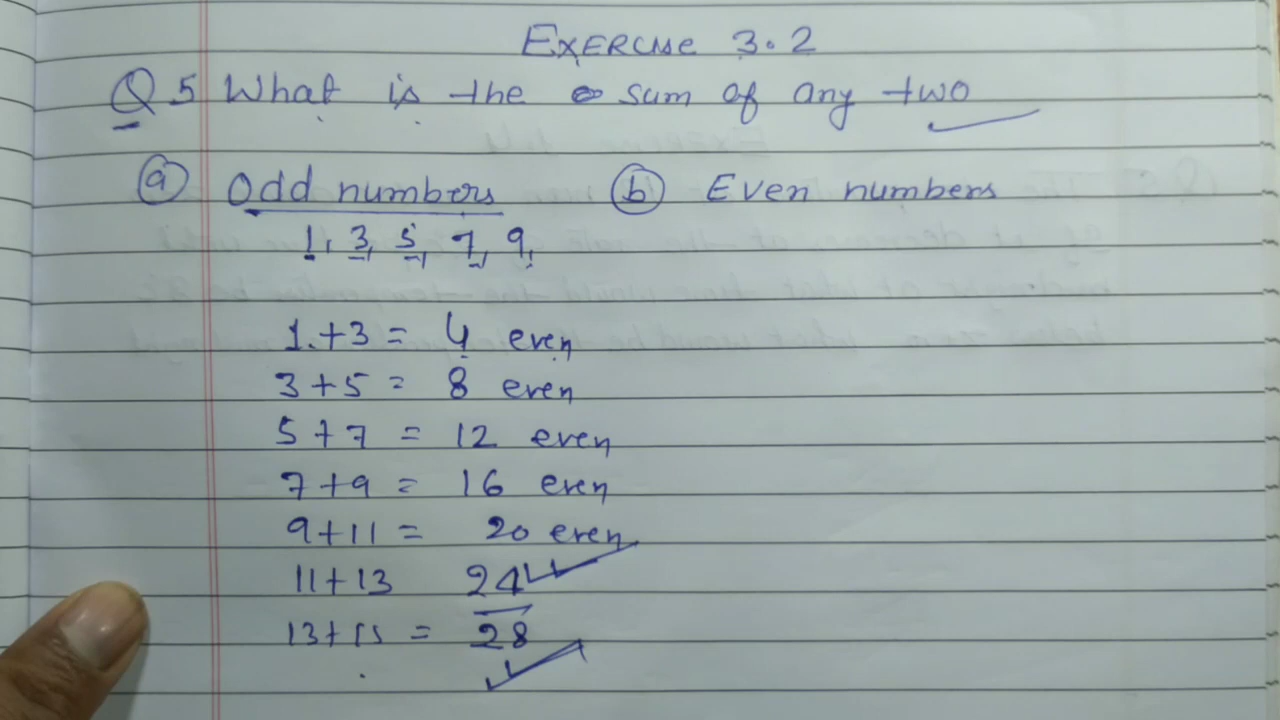 EXERCISE 3.2
Q 5 What is the sum of any two
a Odd numbers b Even numbers
1, 3, 5, 7, 9,
1.+3 = 4 even
3+5 = 8 even
5+7 = 12 even
7+9 = 16 even
9+11 = 20 even
11+13 24
13+15 = 28